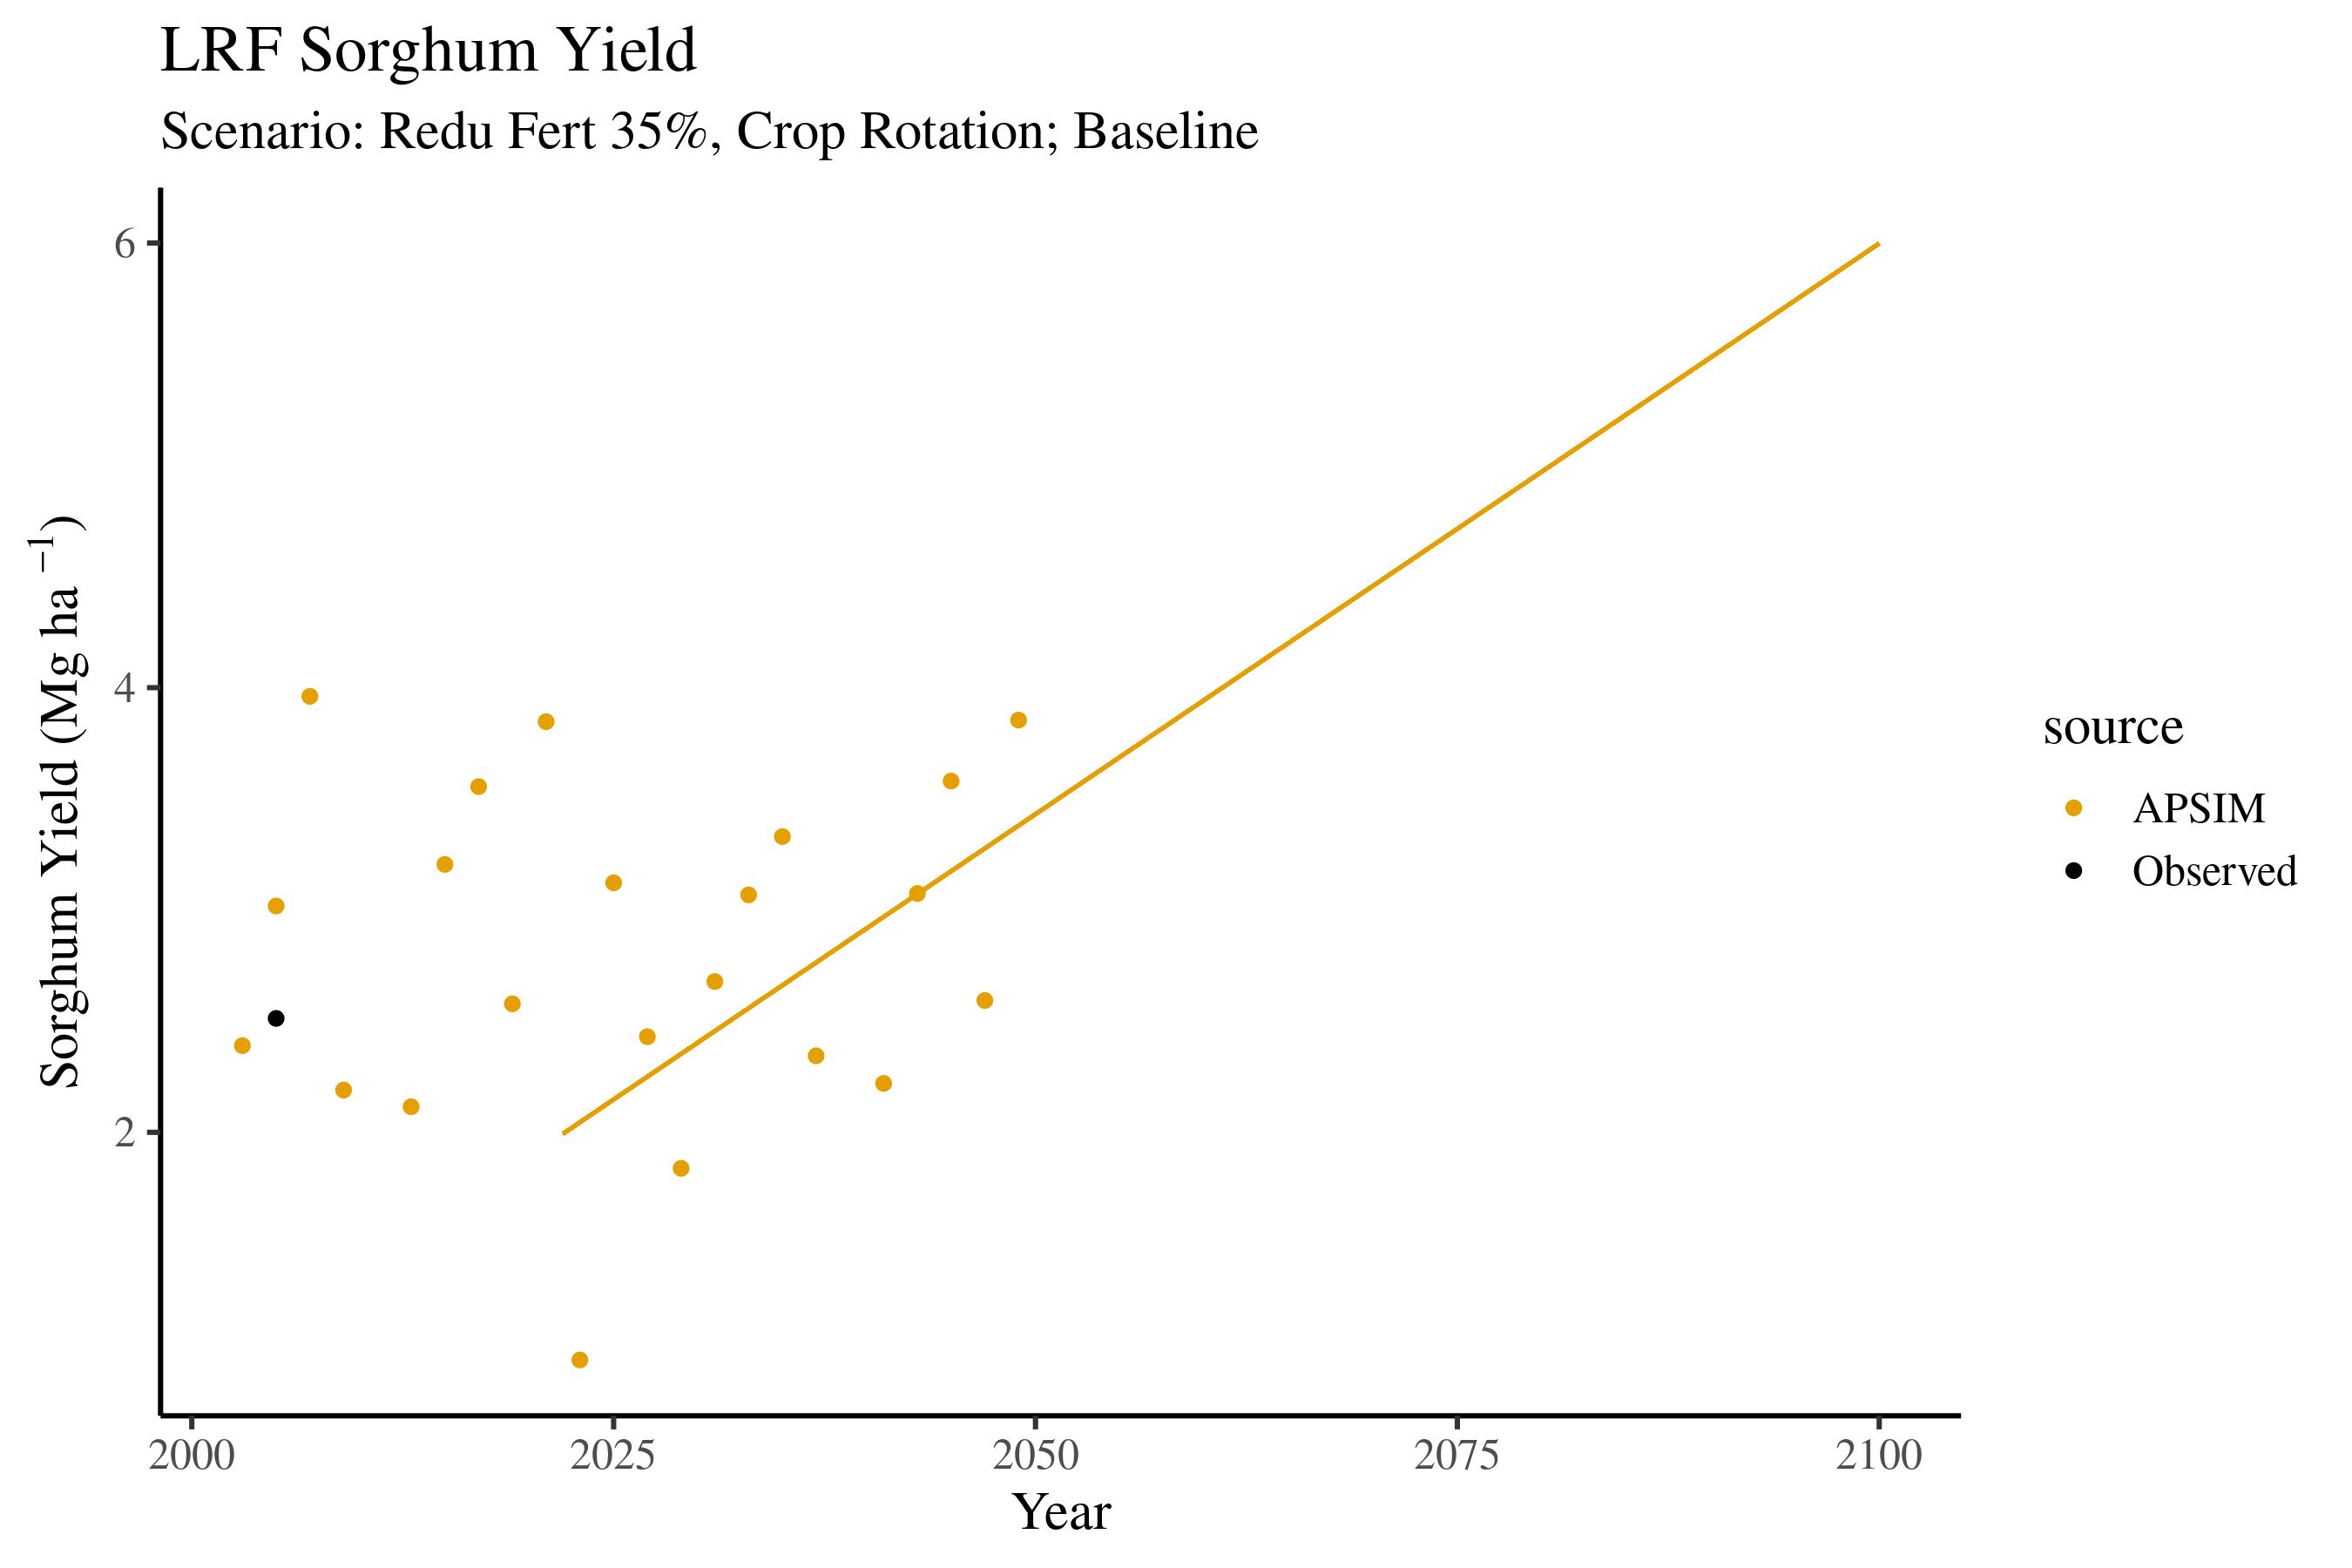 LRF Sorghum Yield
Scenario: Redu Fert 35%, Crop Rotation; Baseline
Sorghum Yield (Mg ha −1)
6
4
2
2000 2025 2050 2075 2100
Year
source
APSIM
Observed